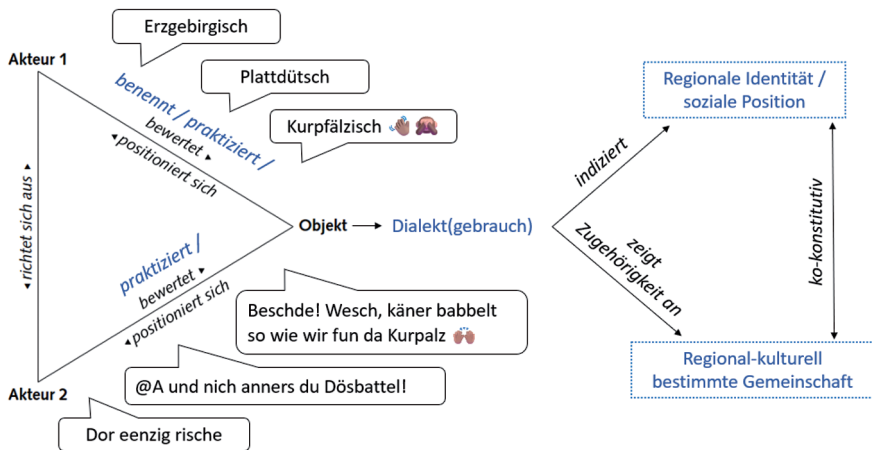 Erzgebirgisch
Akteur 1
Plattdütsch
benennt / praktiziert /
bewertet ▸
◂ positioniert sich
Kurpfälzisch 👋🏽 🙊
Regionale Identität /
soziale Position
indiziert
◂ richtet sich aus ▸
Objekt
Dialekt(gebrauch)
zeigt
Zugehörigkeit an
ko-konstitutiv
praktiziert /
bewertet ▸
◂ positioniert sich
Beschde! Wesch, käner babbelt
so wie wir fun da Kurpalz 🙌🏽
Regional-kulturell
bestimmte Gemeinschaft
@A und nich anners du Dösbattel!
Akteur 2
Dor eenzig rische